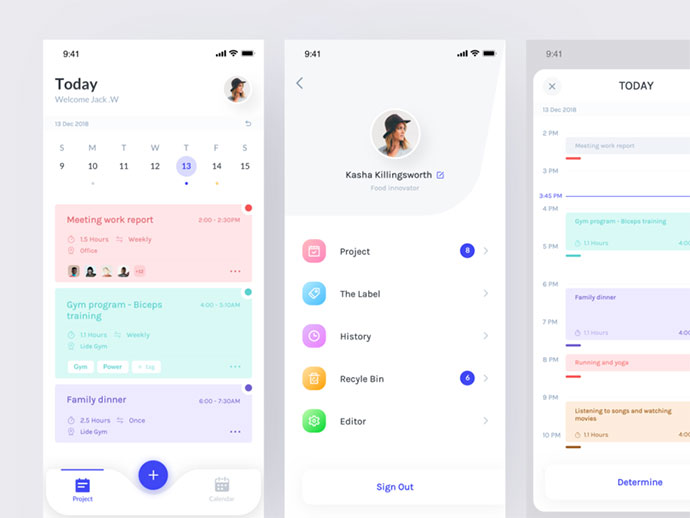 9:41
Today
Welcome Jack .W
13 Dec 2018
S M T W T F S
9 10 11 12 13 14 15
Meeting work report 2:00 - 2:30PM
1.5 Hours Weekly
Office
+12
Gym program - Biceps training 4:00 - 3:10AM
1.1 Hours Weekly
Lide Gym
Gym Power + tag
Family dinner 6:00 - 7:30AM
2.5 Hours Once
Lide Gym
Project Calendar
9:41
Kasha Killingsworth
Food innovator
Project 8
The Label
History
Recyle Bin 6
Editor
Sign Out
9:41
TODAY
13 Dec 2018
2 PM
Meeting work report
3 PM
3:45 PM
4 PM
Gym program - Biceps training
5 PM
1.1 Hours 4:0
6 PM
Family dinner
7 PM
1.1 Hours 4:00
8 PM
Running and yoga
9 PM
Listening to songs and watching
movies
1.1 Hours 4:0
10 PM
Determine